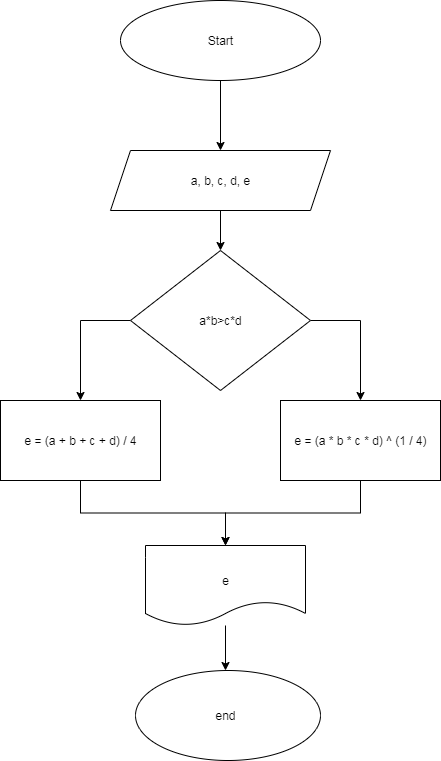 Start
a, b, c, d, e
a*b>c*d
e = (a + b + c + d) / 4
e = (a * b * c * d) ^ (1 / 4)
e
end